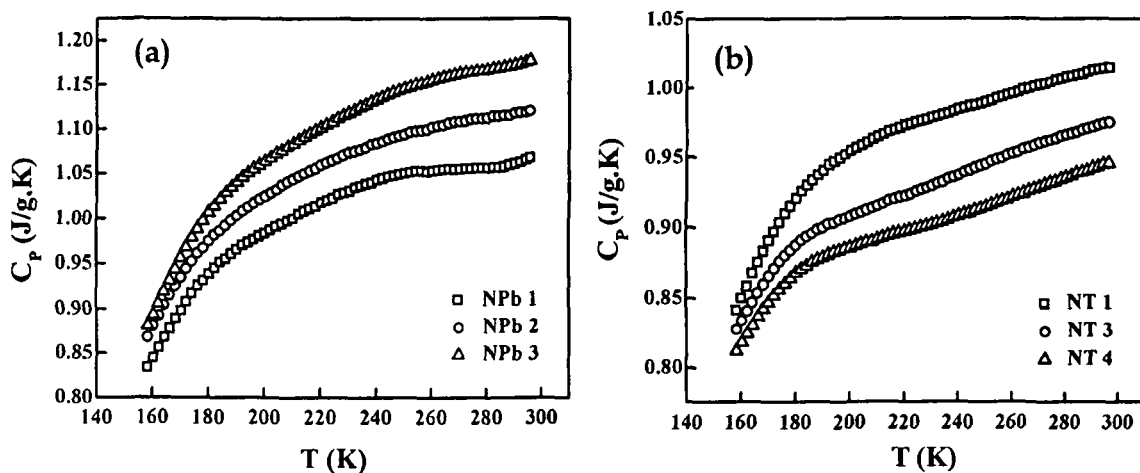 (a)
C_P (J/g.K)
1.20
1.15
1.10
1.05
1.00
0.95
0.90
0.85
0.80
□ NPb 1
○ NPb 2
△ NPb 3
140 160 180 200 220 240 260 280 300
T (K)
(b)
C_P (J/g.K)
1.05
1.00
0.95
0.90
0.85
0.80
□ NT 1
○ NT 3
△ NT 4
140 160 180 200 220 240 260 280 300
T (K)